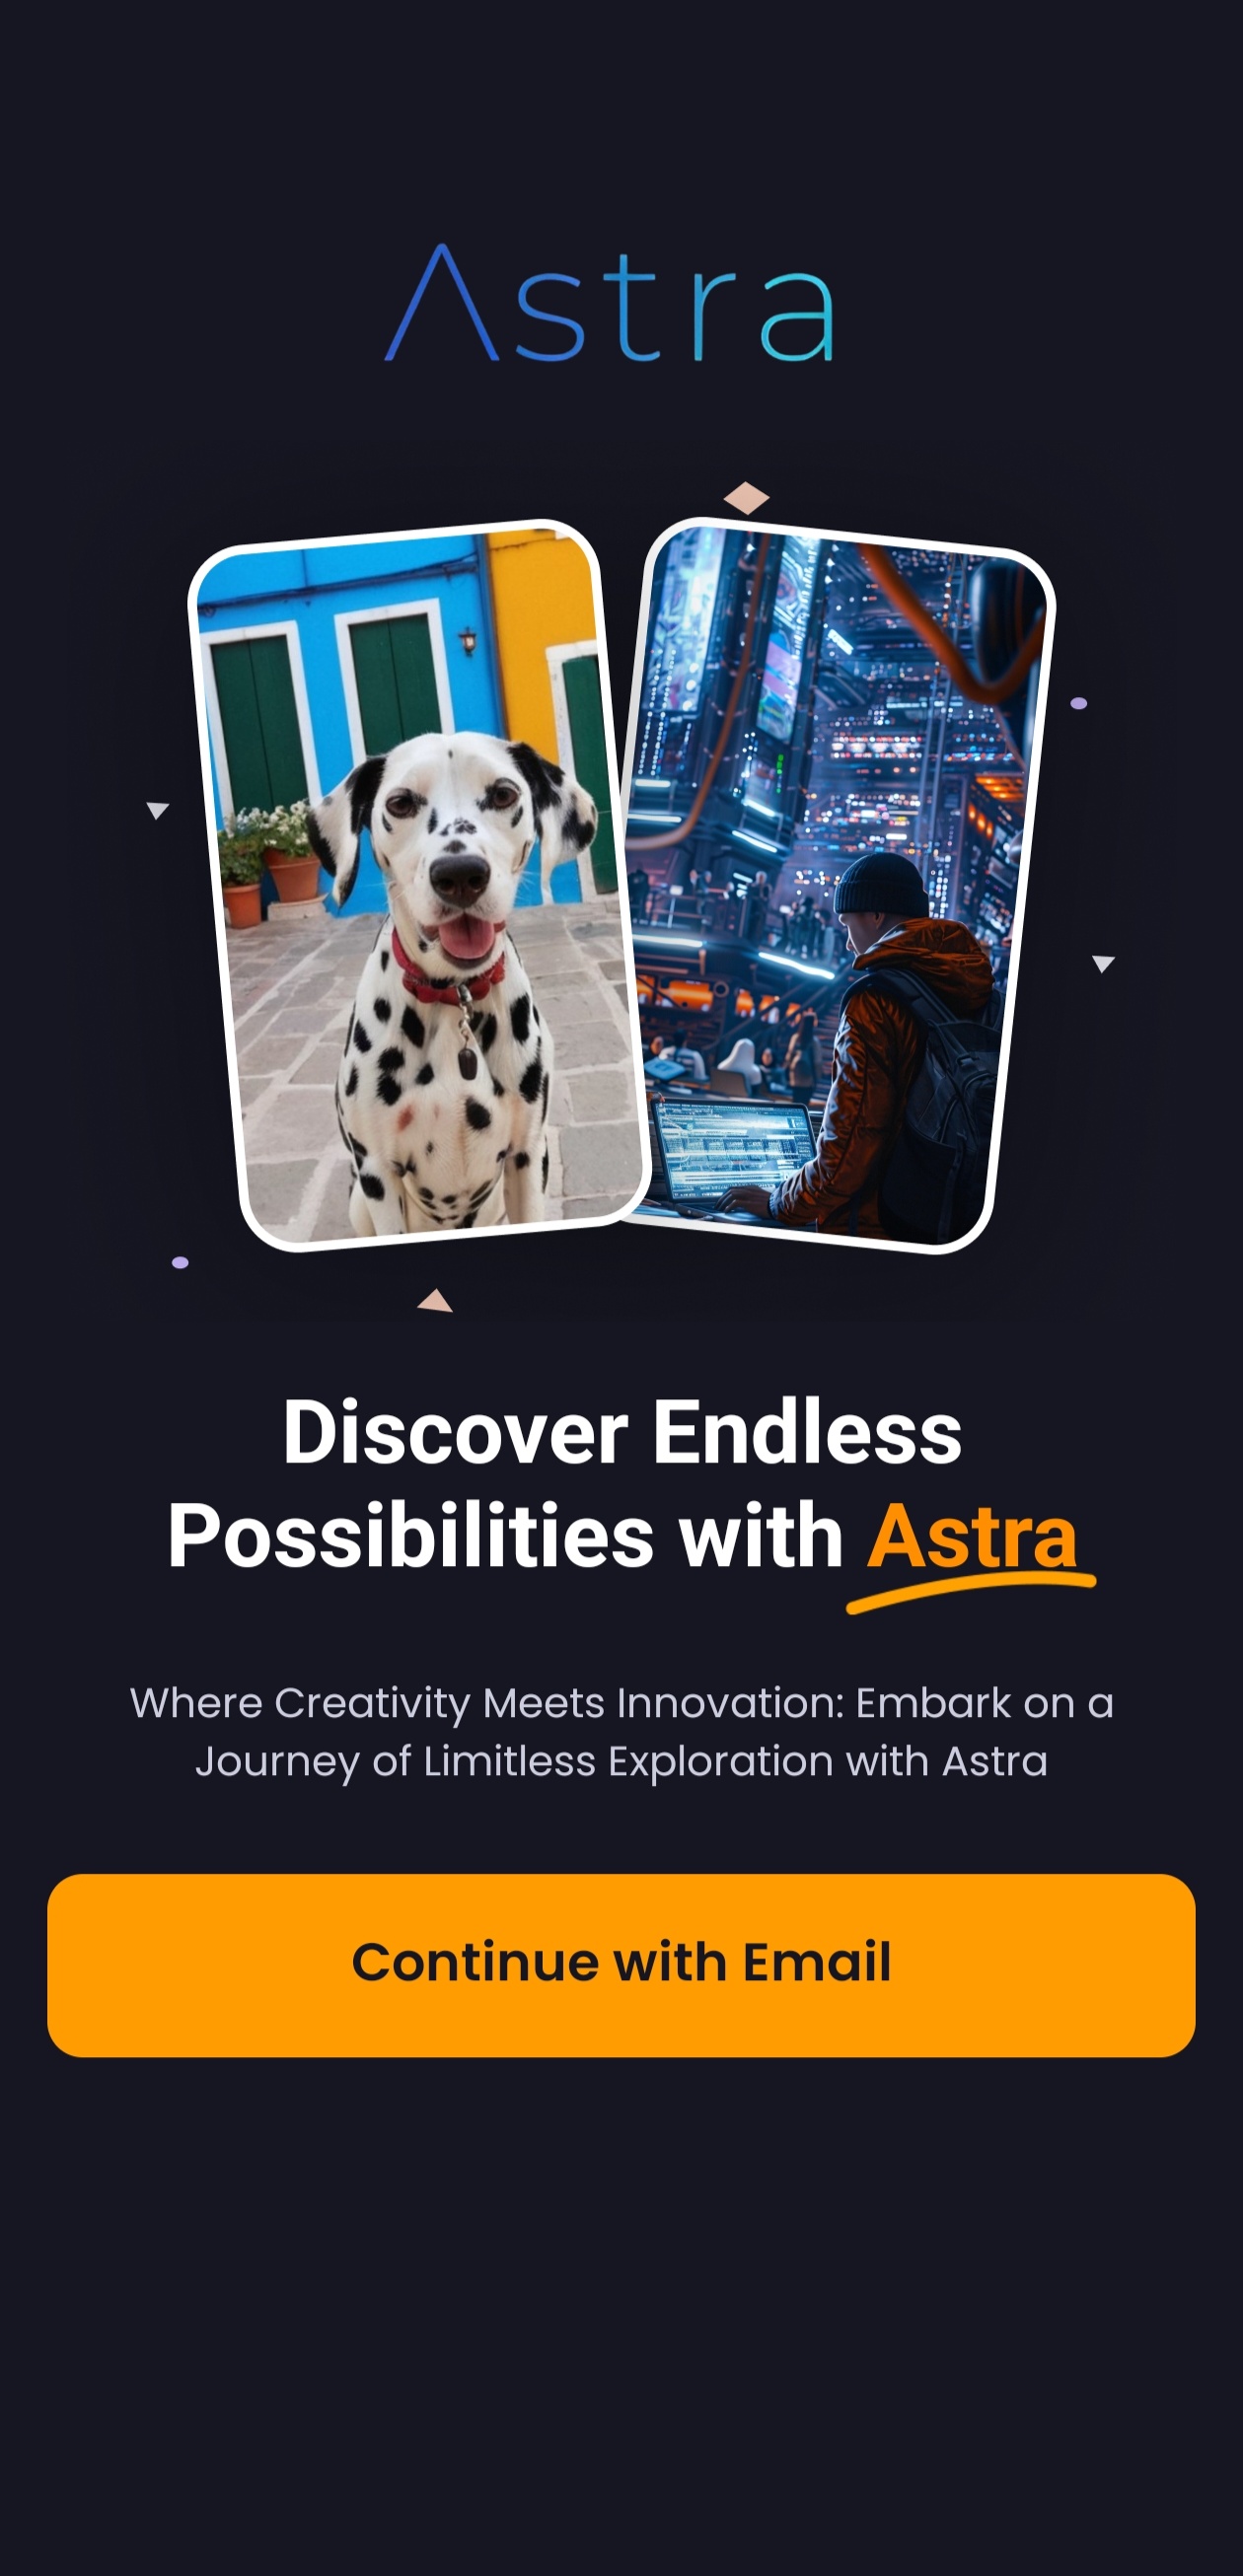 Astra
Discover Endless
Possibilities with Astra
Where Creativity Meets Innovation: Embark on a
Journey of Limitless Exploration with Astra
Continue with Email